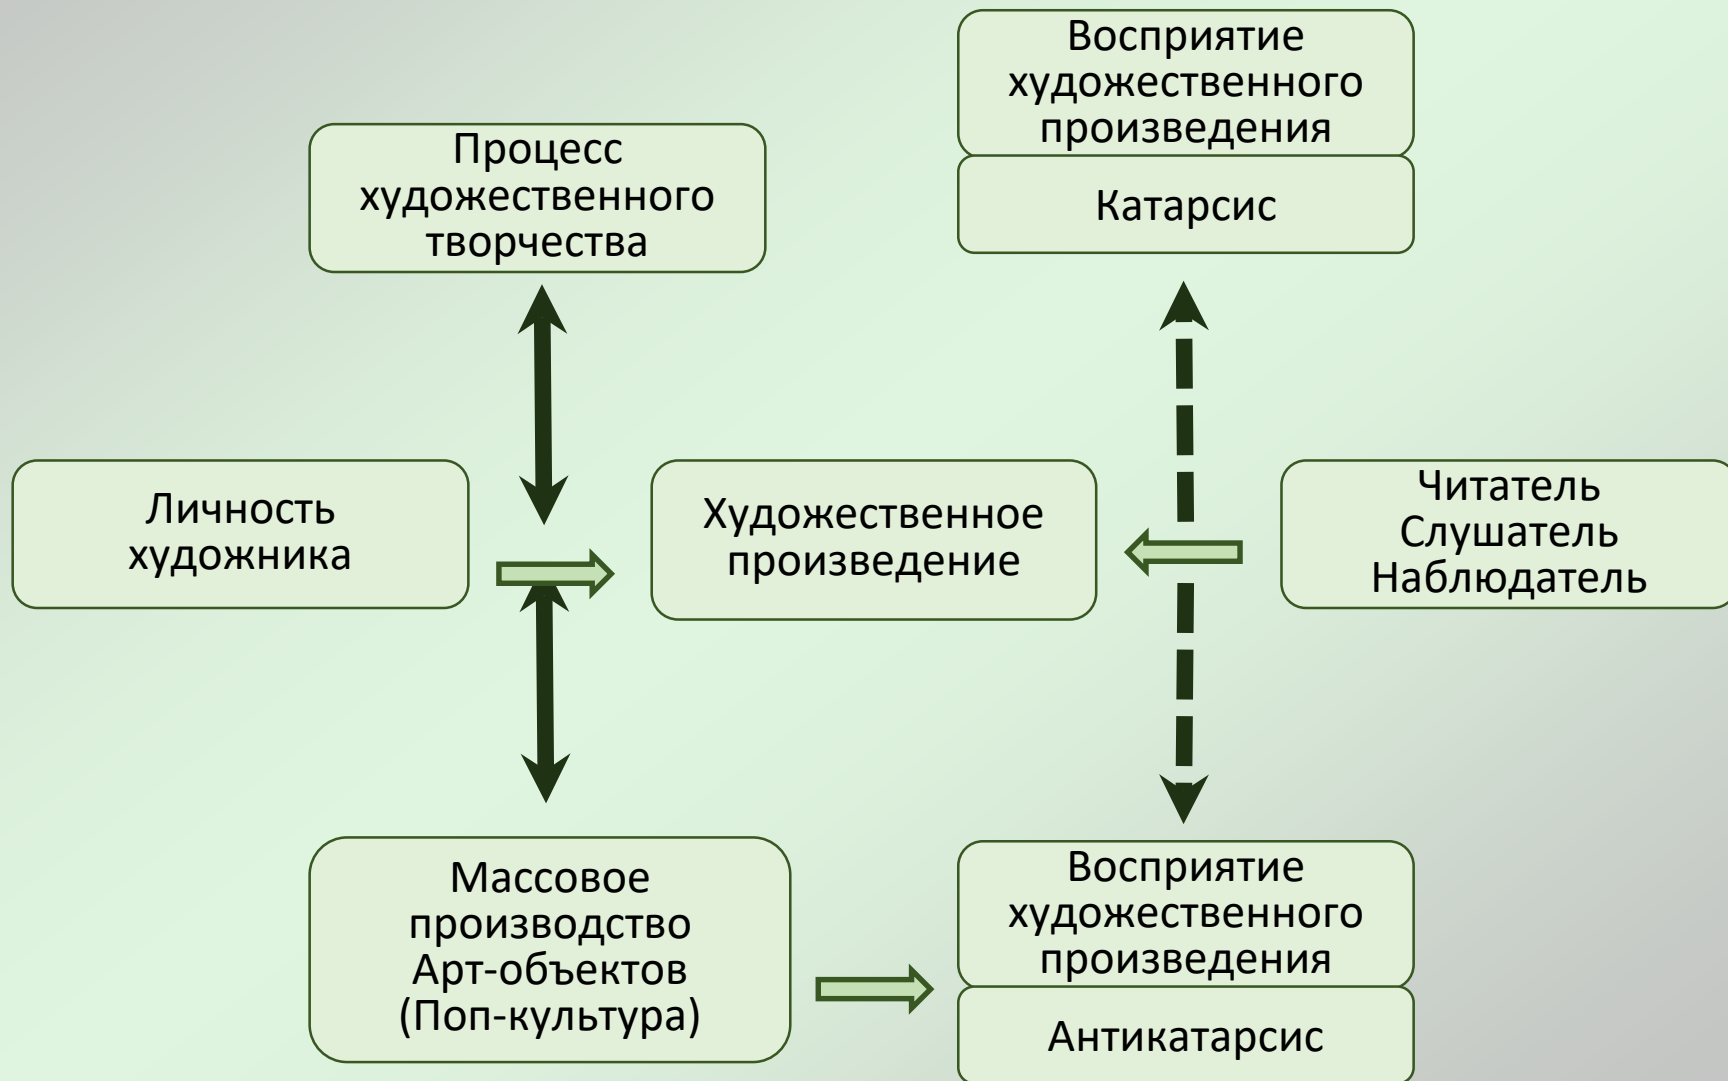 Восприятие
художественного
произведения
Катарсис
Процесс
художественного
творчества
Личность
художника
Художественное
произведение
Читатель
Слушатель
Наблюдатель
Массовое
производство
Арт-объектов
(Поп-культура)
Восприятие
художественного
произведения
Антикатарсис